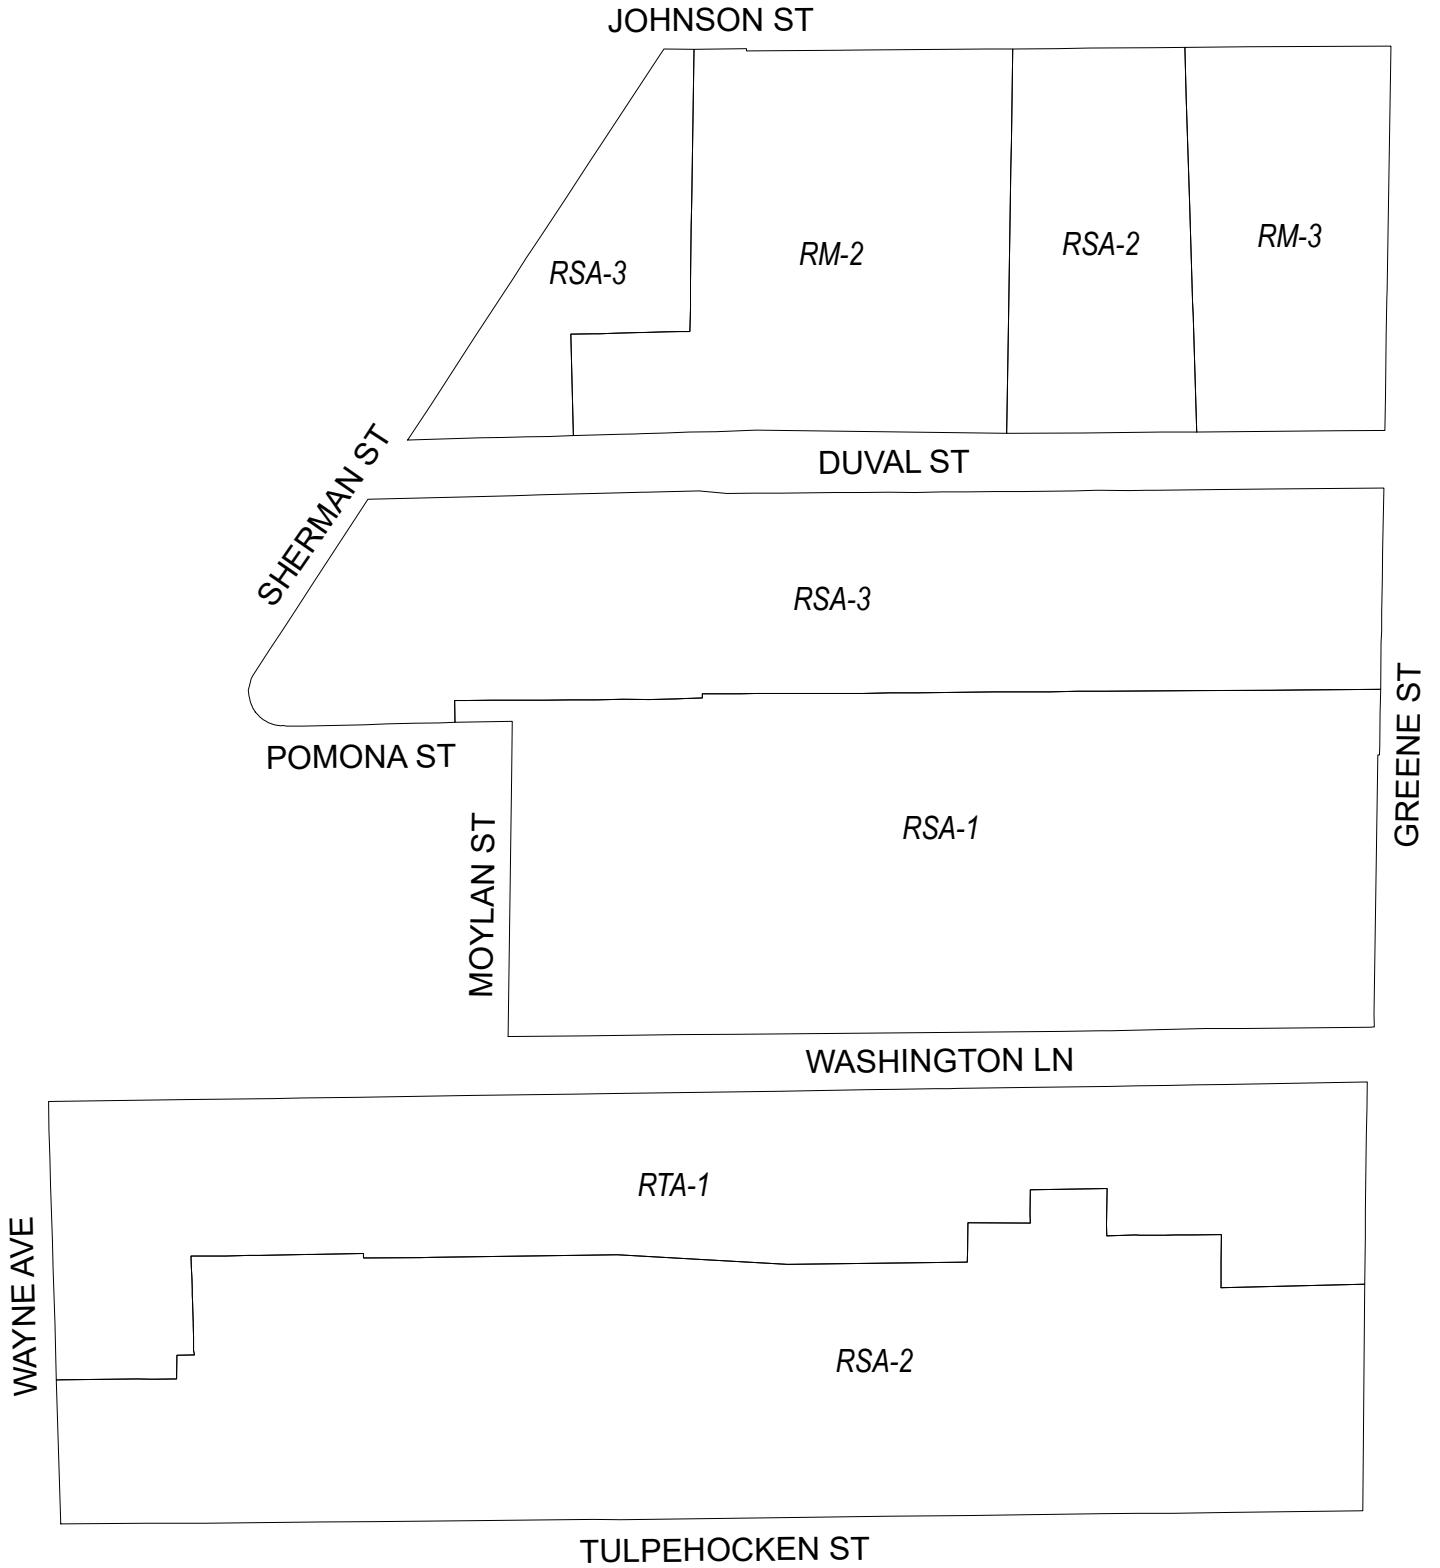 JOHNSON ST
RSA-3
RM-2
RSA-2
RM-3
SHERMAN ST
DUVAL ST
RSA-3
POMONA ST
GREENE ST
MOYLAN ST
RSA-1
WASHINGTON LN
RTA-1
WAYNE AVE
RSA-2
TULPEHOCKEN ST